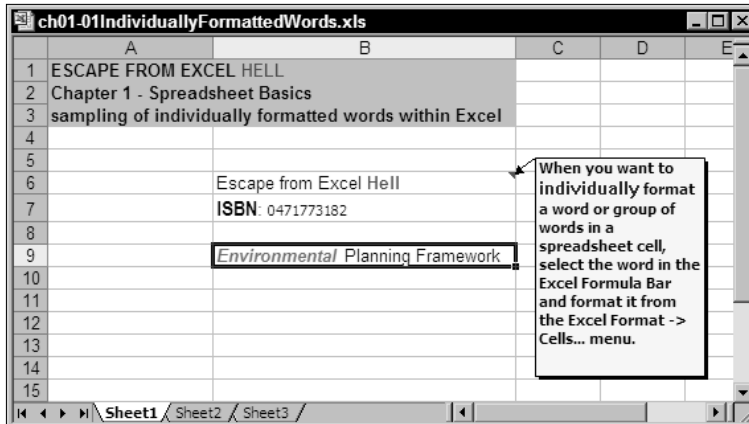 ch01-01IndividuallyFormattedWords.xls
A B C D E
1 ESCAPE FROM EXCEL HELL
2 Chapter 1 - Spreadsheet Basics
3 sampling of individually formatted words within Excel
4
5
6 Escape from Excel Hell
7 ISBN: 0471773182
8
9 Environmental Planning Framework
10
11
12
13
14
15
When you want to
individually format
a word or group of
words in a
spreadsheet cell,
select the word in the
Excel Formula Bar
and format it from
the Excel Format ->
Cells... menu.
Sheet1 Sheet2 Sheet3